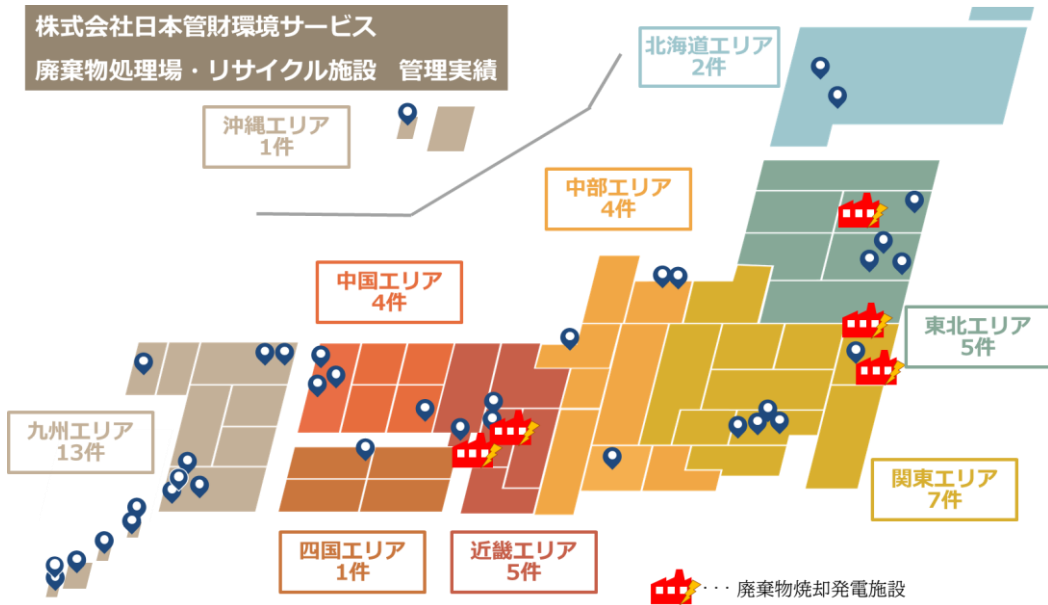 株式会社日本管財環境サービス
廃棄物処理場・リサイクル施設 管理実績
北海道エリア
2件
沖縄エリア
1件
中部エリア
4件
中国エリア
4件
東北エリア
5件
九州エリア
13件
関東エリア
7件
四国エリア
1件
近畿エリア
5件
・・・廃棄物焼却発電施設